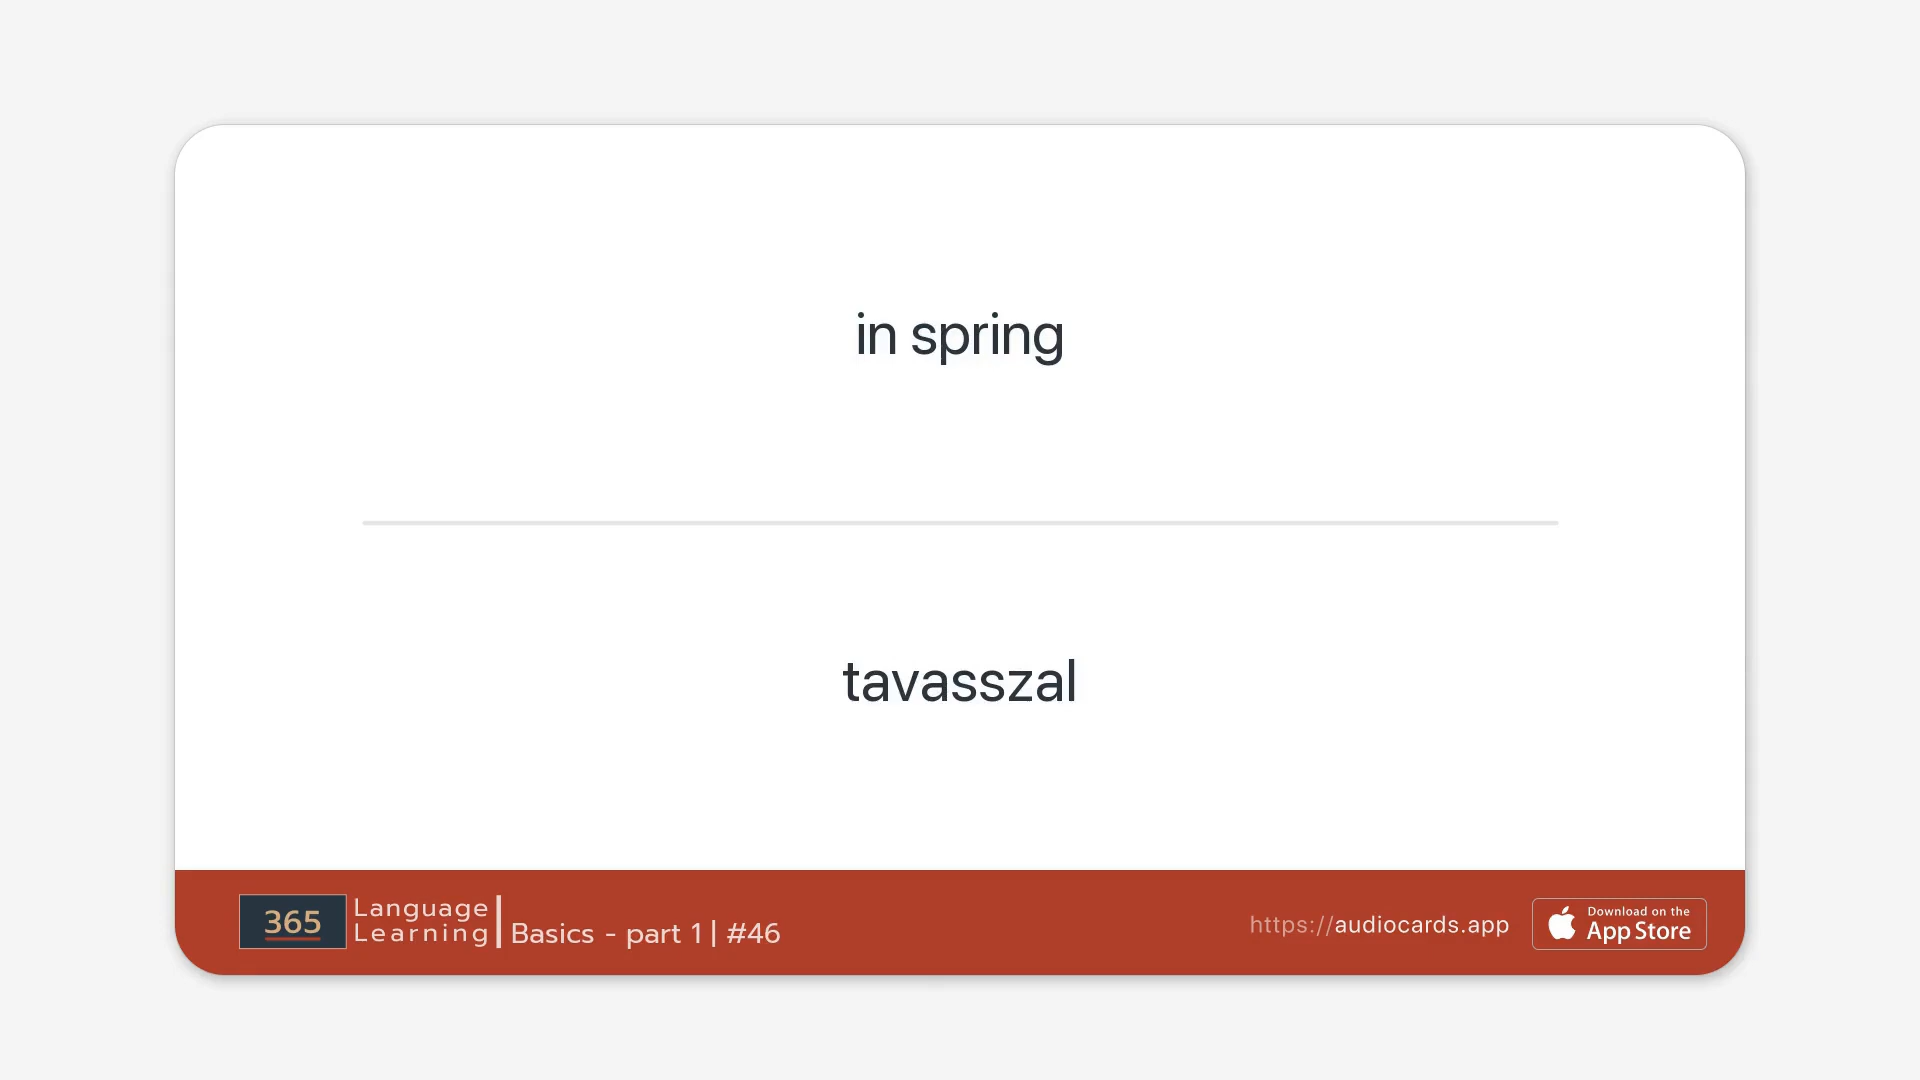 in spring
tavasszal
365
Language
Learning
Basics - part 1 | #46
https://audiocards.app
Download on the
App Store